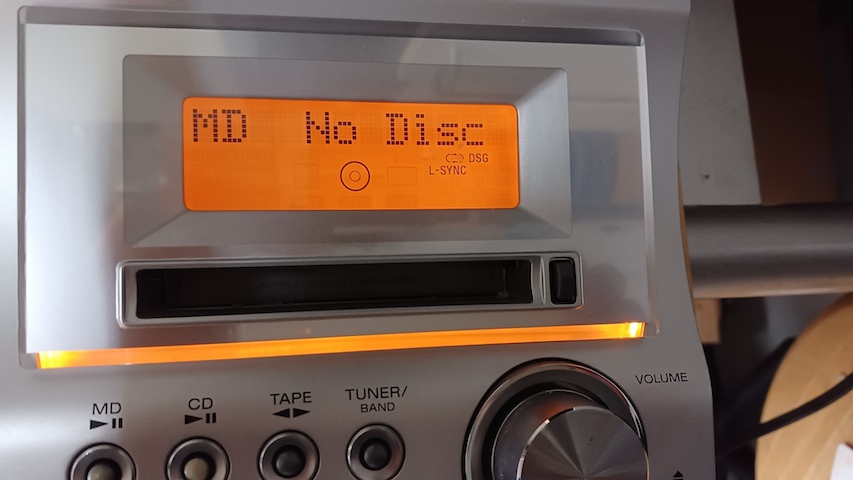 MD No Disc
DSG
L-SYNC
MD CD TAPE TUNER/
BAND
VOLUME